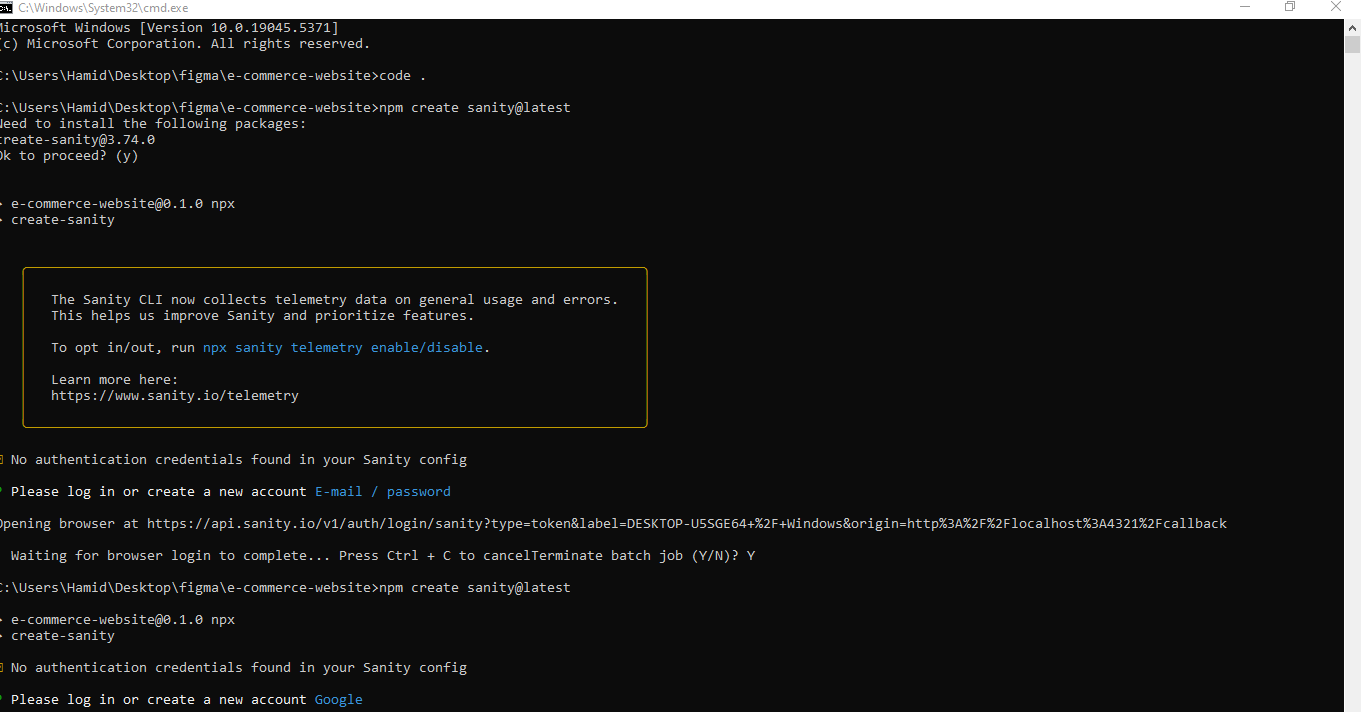 C:\Windows\System32\cmd.exe
Microsoft Windows [Version 10.0.19045.5371]
(c) Microsoft Corporation. All rights reserved.
C:\Users\Hamid\Desktop\figma\e-commerce-website>code .
C:\Users\Hamid\Desktop\figma\e-commerce-website>npm create sanity@latest
Need to install the following packages:
create-sanity@3.74.0
Ok to proceed? (y)
> e-commerce-website@0.1.0 npx
> create-sanity
The Sanity CLI now collects telemetry data on general usage and errors.
This helps us improve Sanity and prioritize features.
To opt in/out, run npx sanity telemetry enable/disable.
Learn more here:
https://www.sanity.io/telemetry
No authentication credentials found in your Sanity config
? Please log in or create a new account E-mail / password
Opening browser at https://api.sanity.io/v1/auth/login/sanity?type=token&label=DESKTOP-U5SGE64+%2F+Windows&origin=http%3A%2F%2Flocalhost%3A4321%2Fcallback
Waiting for browser login to complete... Press Ctrl + C to cancelTerminate batch job (Y/N)? Y
C:\Users\Hamid\Desktop\figma\e-commerce-website>npm create sanity@latest
> e-commerce-website@0.1.0 npx
> create-sanity
No authentication credentials found in your Sanity config
? Please log in or create a new account Google